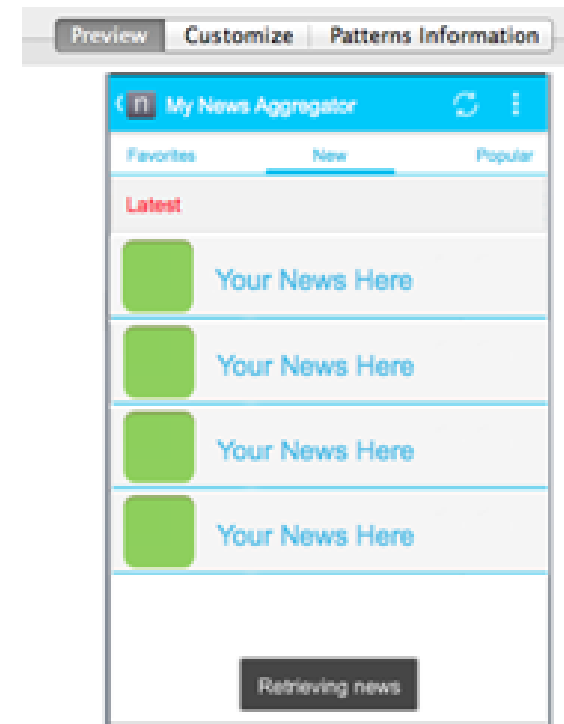 Preview Customize Patterns Information
n My News Aggregator
Favorites New Popular
Latest
Your News Here
Your News Here
Your News Here
Your News Here
Retrieving news